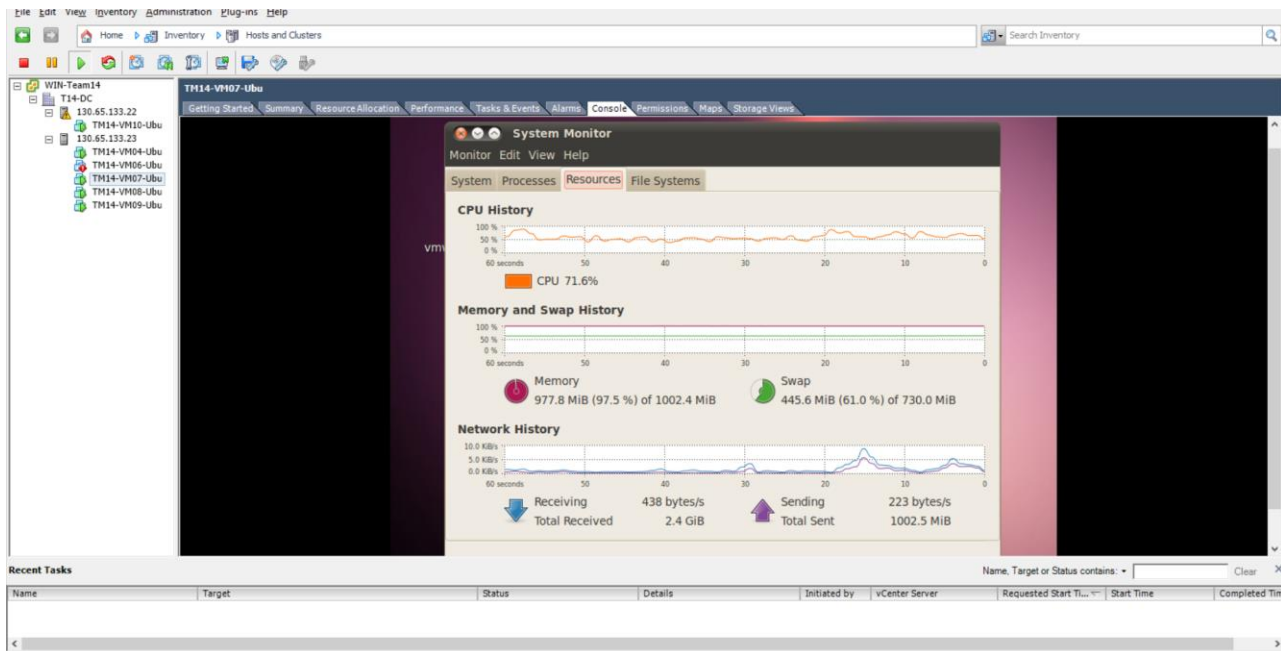 File Edit View Inventory Administration Plug-ins Help
Home Inventory Hosts and Clusters
Search Inventory
WIN-Team14
T14-DC
130.65.133.22
TM14-VM10-Ubu
130.65.133.23
TM14-VM04-Ubu
TM14-VM06-Ubu
TM14-VM07-Ubu
TM14-VM08-Ubu
TM14-VM09-Ubu
TM14-VM07-Ubu
Getting Started Summary Resource Allocation Performance Tasks & Events Alarms Console Permissions Maps Storage Views
vmw
System Monitor
Monitor Edit View Help
System Processes Resources File Systems
CPU History
100 %
50 %
0 %
60 seconds 50 40 30 20 10 0
CPU 71.6%
Memory and Swap History
100 %
50 %
0 %
60 seconds 50 40 30 20 10 0
Memory Swap
977.8 MiB (97.5 %) of 1002.4 MiB 445.6 MiB (61.0 %) of 730.0 MiB
Network History
10.0 KiB/s
5.0 KiB/s
0.0 KiB/s
60 seconds 50 40 30 20 10 0
Receiving 438 bytes/s Sending 223 bytes/s
Total Received 2.4 GiB Total Sent 1002.5 MiB
Recent Tasks Name, Target or Status contains: Clear
Name Target Status Details Initiated by vCenter Server Requested Start Ti... Start Time Completed Tim